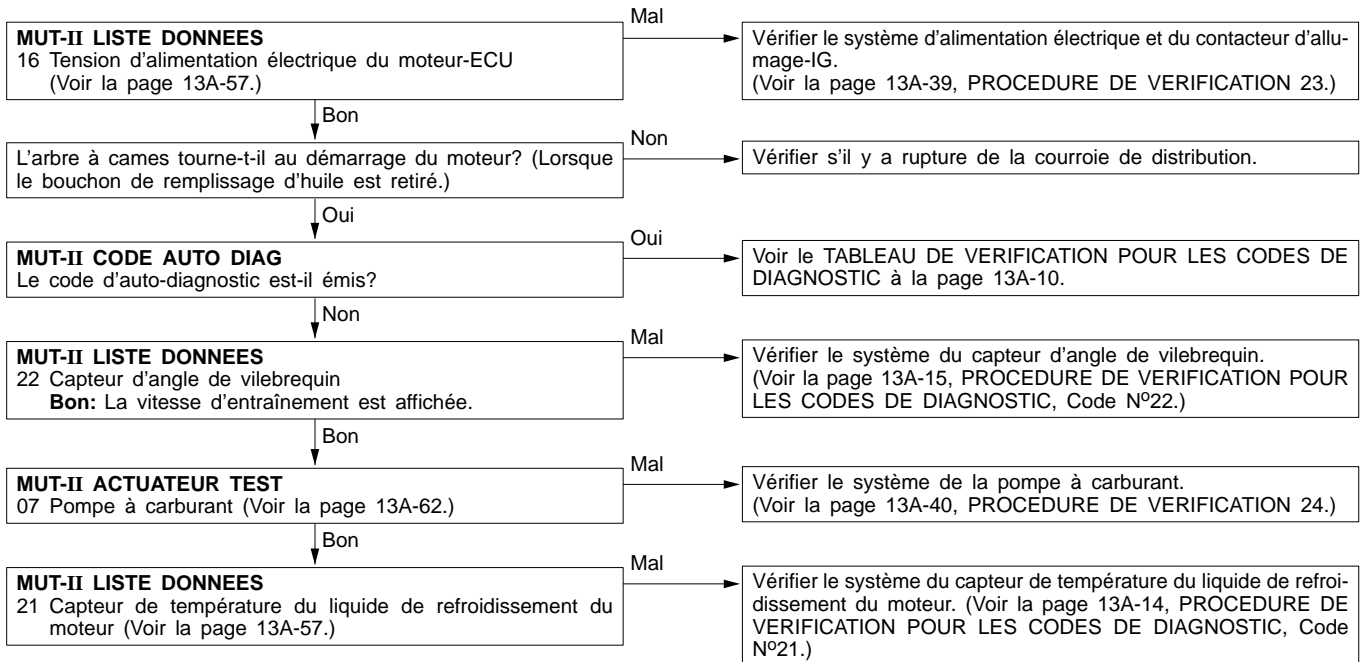 Mal
MUT-II LISTE DONNEES
16 Tension d'alimentation électrique du moteur-ECU
(Voir la page 13A-57.)
Vérifier le système d'alimentation électrique et du contacteur d'allu-
mage-IG.
(Voir la page 13A-39, PROCEDURE DE VERIFICATION 23.)
Bon
Non
L'arbre à cames tourne-t-il au démarrage du moteur? (Lorsque
le bouchon de remplissage d'huile est retiré.)
Vérifier s'il y a rupture de la courroie de distribution.
Oui
Oui
MUT-II CODE AUTO DIAG
Le code d'auto-diagnostic est-il émis?
Voir le TABLEAU DE VERIFICATION POUR LES CODES DE
DIAGNOSTIC à la page 13A-10.
Non
Mal
MUT-II LISTE DONNEES
22 Capteur d'angle de vilebrequin
Bon: La vitesse d'entraînement est affichée.
Vérifier le système du capteur d'angle de vilebrequin.
(Voir la page 13A-15, PROCEDURE DE VERIFICATION POUR
LES CODES DE DIAGNOSTIC, Code Nº22.)
Bon
Mal
MUT-II ACTUATEUR TEST
07 Pompe à carburant (Voir la page 13A-62.)
Vérifier le système de la pompe à carburant.
(Voir la page 13A-40, PROCEDURE DE VERIFICATION 24.)
Bon
Mal
MUT-II LISTE DONNEES
21 Capteur de température du liquide de refroidissement du
moteur (Voir la page 13A-57.)
Vérifier le système du capteur de température du liquide de refroi-
dissement du moteur. (Voir la page 13A-14, PROCEDURE DE
VERIFICATION POUR LES CODES DE DIAGNOSTIC, Code
Nº21.)